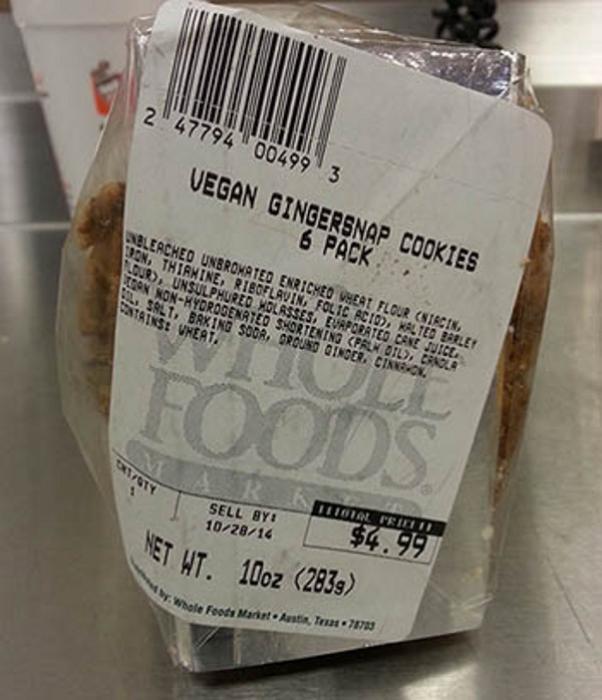 2 47794 00499 3
VEGAN GINGERSNAP COOKIES
6 PACK
UNBLEACHED UNBROMATED ENRICHED WHEAT FLOUR (NIACIN,
IRON, THIAMINE, RIBOFLAVIN, FOLIC ACID), MALTED BARLEY
FLOUR), UNSULPHURED MOLASSES, EVAPORATED CANE JUICE,
VEGAN NON-HYDROGENATED SHORTENING (PALM OIL), CANOLA
OIL, SALT, BAKING SODA, GROUND GINGER, CINNAMON.
CONTAINS: WHEAT.
WHOLE
FOODS®
MARKET
CNT/QTY
1
SELL BY:
10/28/14
TOTAL PRICE
$4.99
NET WT. 10oz (283g)
by: Whole Foods Market • Austin, Texas • 78703